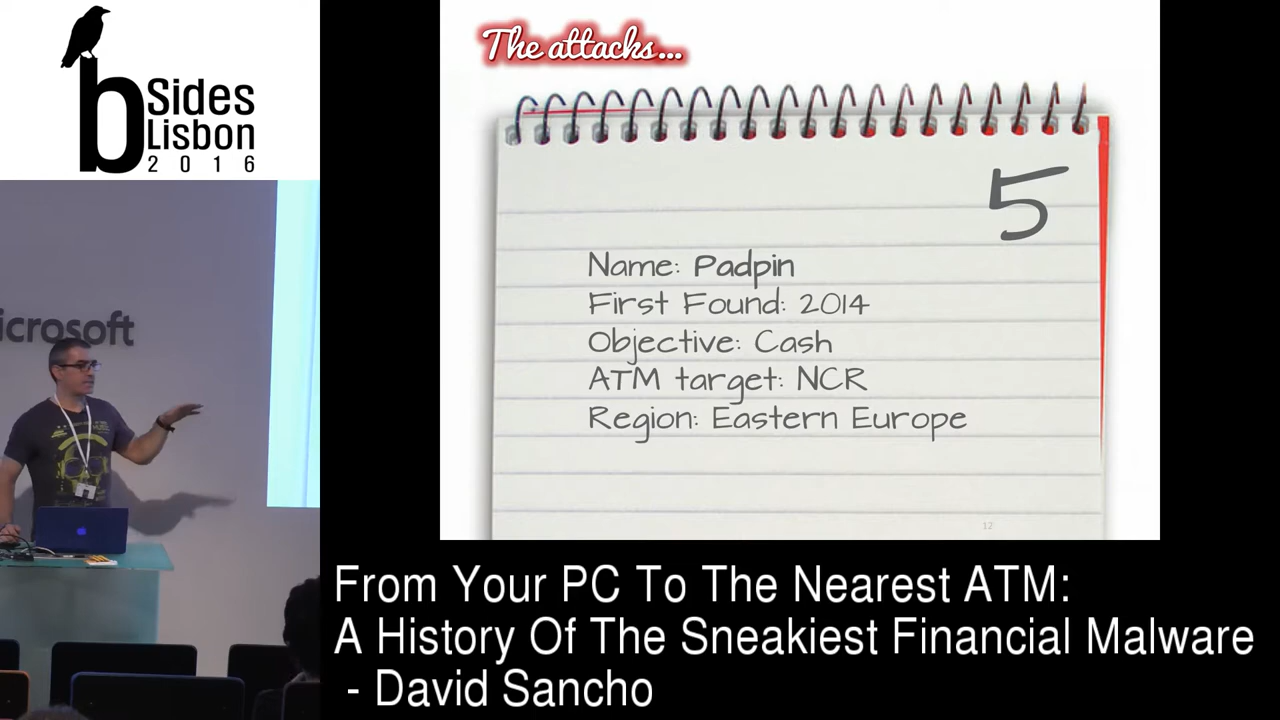 b
Sides
Lisbon
2016
The attacks...
5
Name: Padpin
First Found: 2014
Objective: Cash
ATM target: NCR
Region: Eastern Europe
12
icrosoft
From Your PC To The Nearest ATM:
A History Of The Sneakiest Financial Malware
- David Sancho